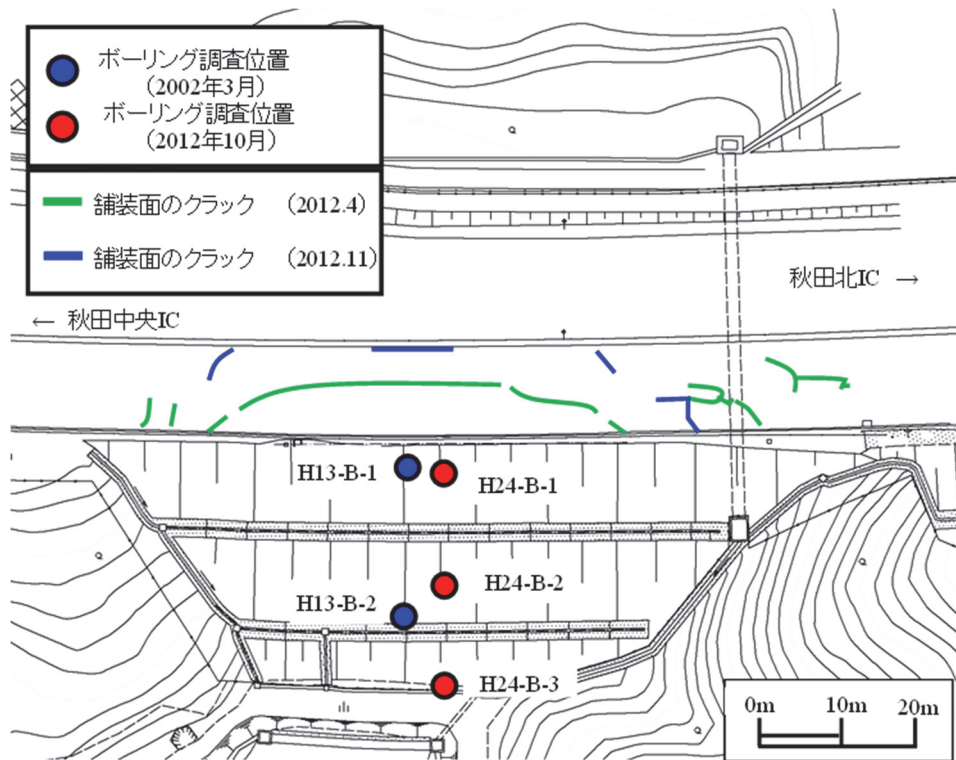 ボーリング調査位置
(2002年3月)
ボーリング調査位置
(2012年10月)
舗装面のクラック (2012.4)
舗装面のクラック (2012.11)
秋田北IC →
← 秋田中央IC
H13-B-1
H24-B-1
H24-B-2
H13-B-2
H24-B-3
0m 10m 20m